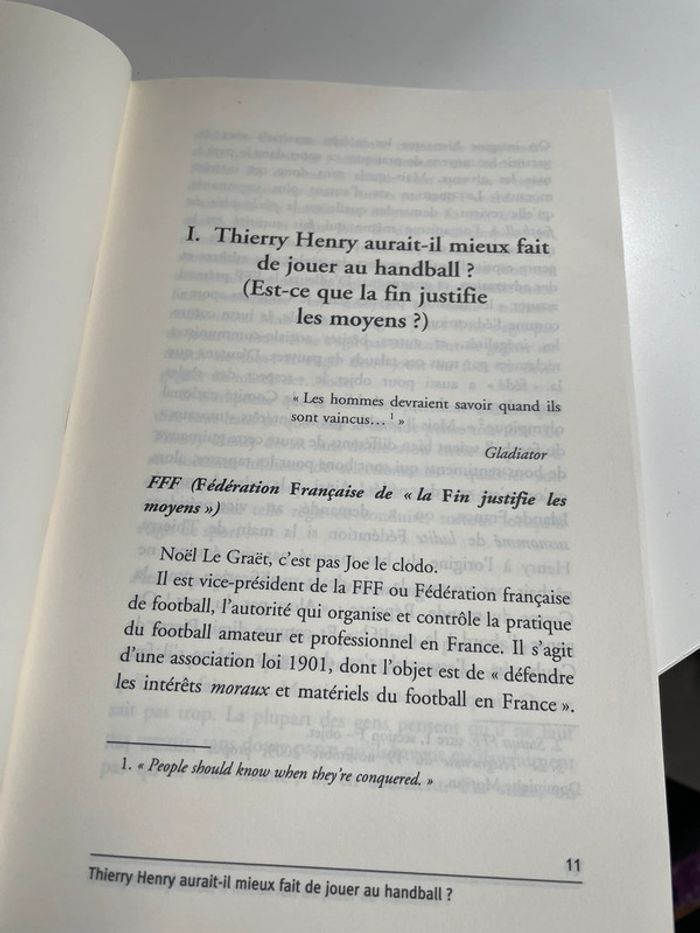 I. Thierry Henry aurait-il mieux fait
de jouer au handball ?
(Est-ce que la fin justifie
les moyens ?)
« Les hommes devraient savoir quand ils
sont vaincus… ¹ »
Gladiator
FFF (Fédération Française de « la Fin justifie les
moyens »)
Noël Le Graët, c’est pas Joe le clodo.
Il est vice-président de la FFF ou Fédération française
de football, l’autorité qui organise et contrôle la pratique
du football amateur et professionnel en France. Il s’agit
d’une association loi 1901, dont l’objet est de « défendre
les intérêts moraux et matériels du football en France ».
1. « People should know when they’re conquered. »
11
Thierry Henry aurait-il mieux fait de jouer au handball ?